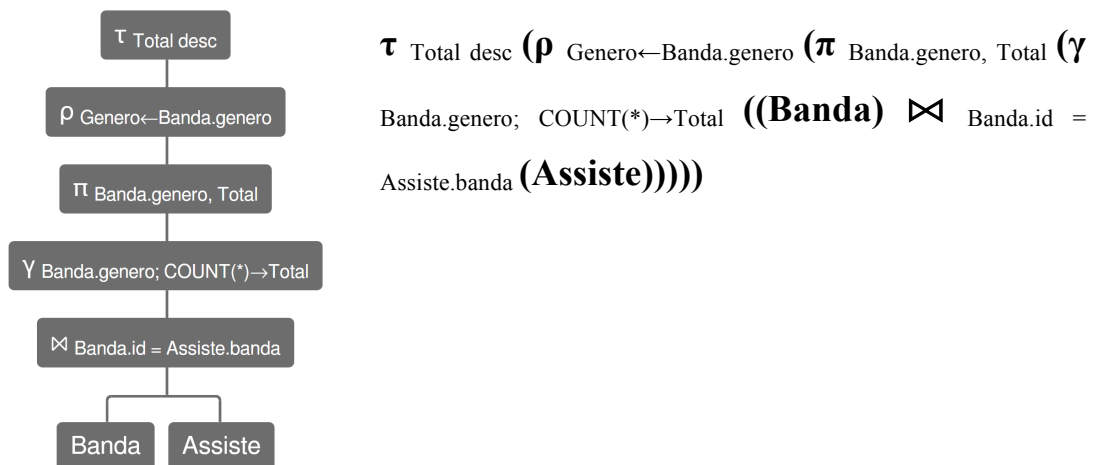 τ Total desc
ρ Genero←Banda.genero
π Banda.genero, Total
γ Banda.genero; COUNT(*)→Total
⋈ Banda.id = Assiste.banda
Banda Assiste
τ Total desc (ρ Genero←Banda.genero (π Banda.genero, Total (γ
Banda.genero; COUNT(*)→Total ((Banda) ⋈ Banda.id =
Assiste.banda (Assiste)))))